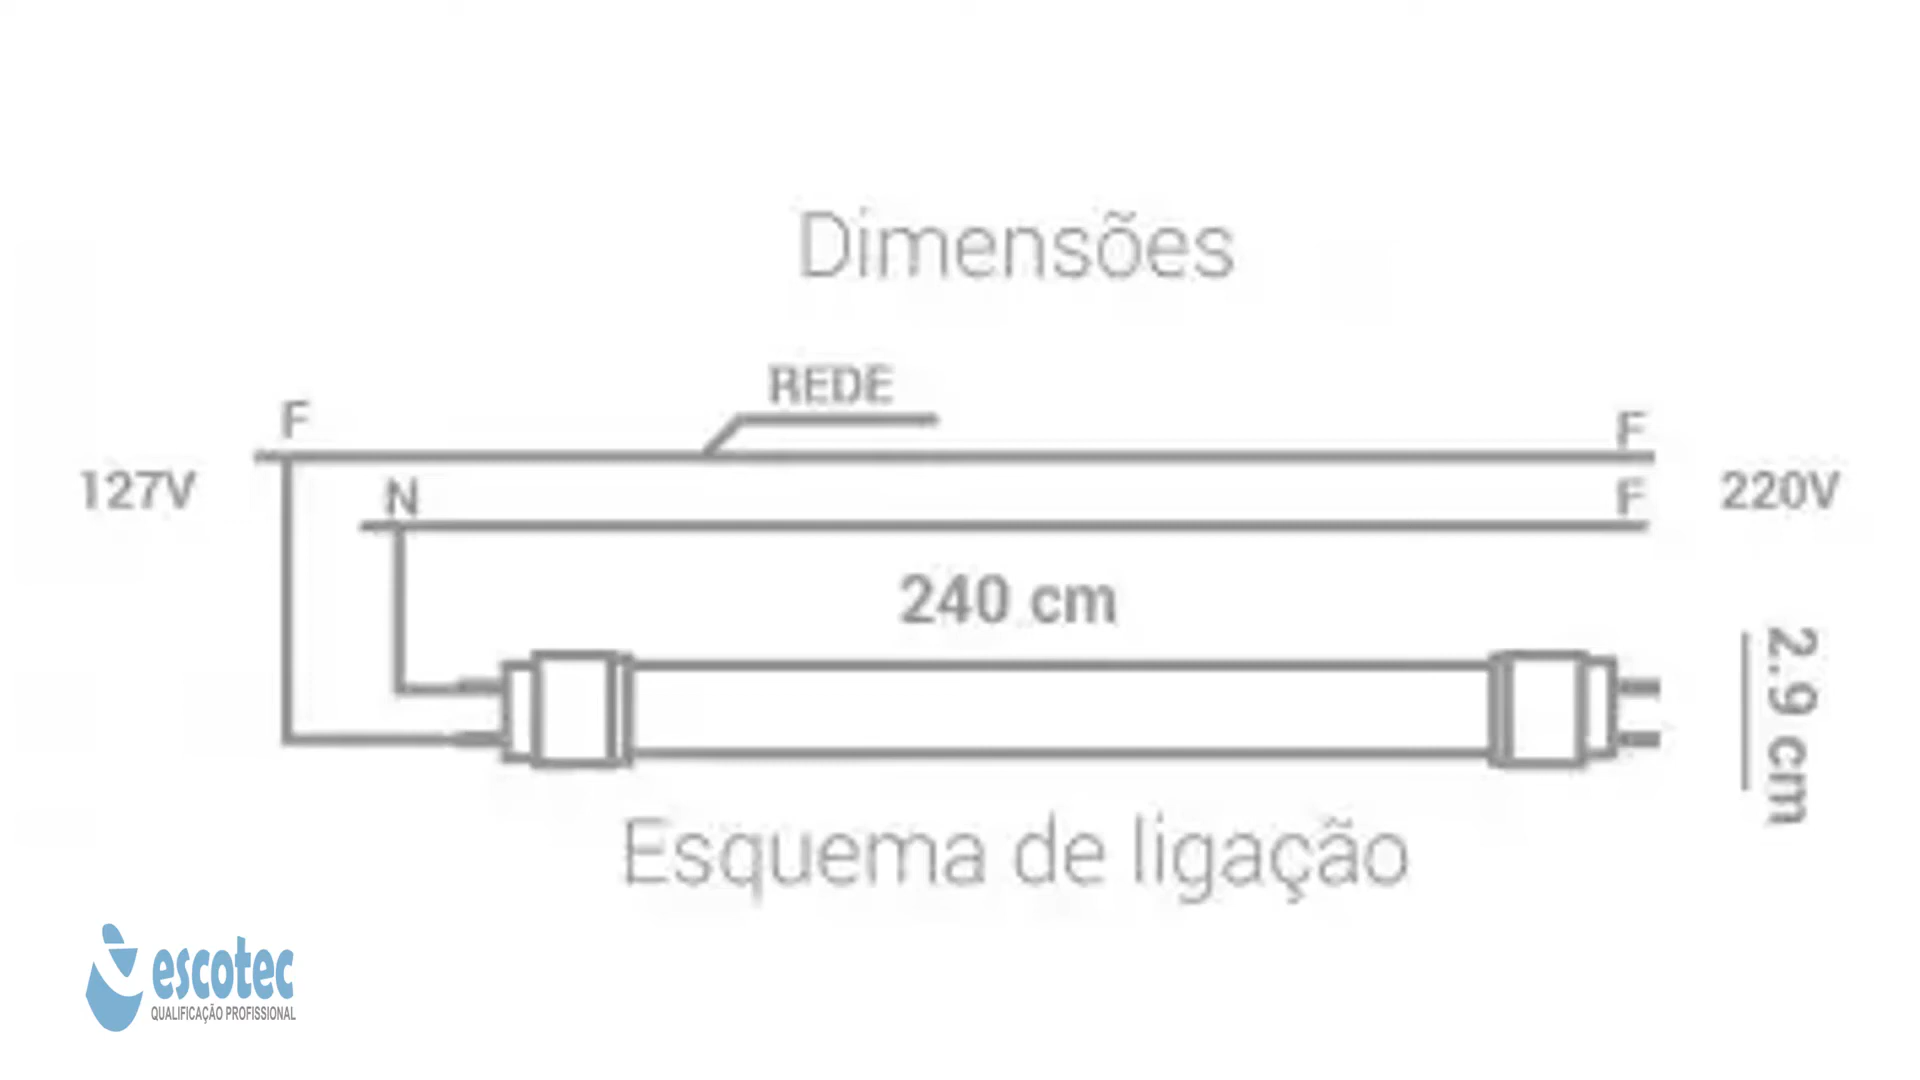 Dimensões
REDE
F
F
127V
N
F
220V
240 cm
2.9 cm
Esquema de ligação
escotec
QUALIFICAÇÃO PROFISSIONAL